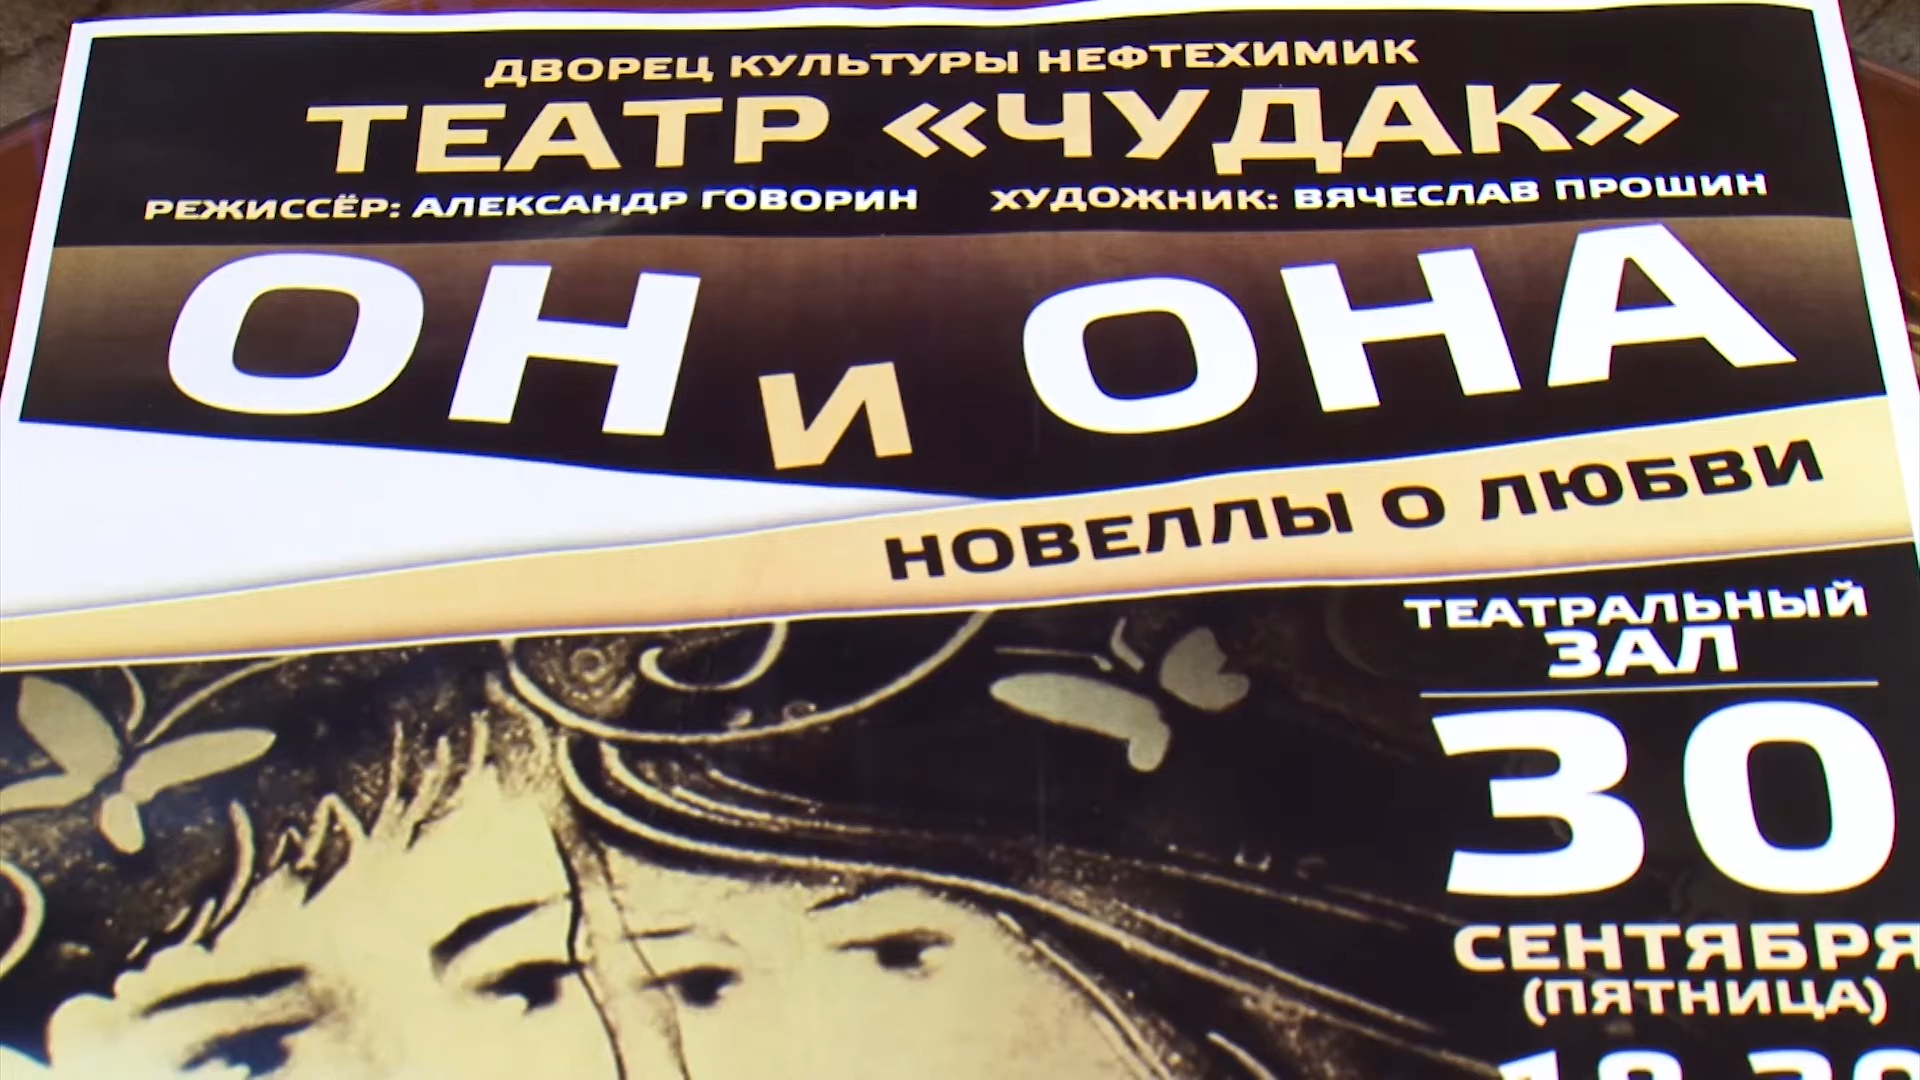 ДВОРЕЦ КУЛЬТУРЫ НЕФТЕХИМИК
ТЕАТР «ЧУДАК»
РЕЖИССЁР: АЛЕКСАНДР ГОВОРИН
ХУДОЖНИК: ВЯЧЕСЛАВ ПРОШИН
ОН И ОНА
НОВЕЛЛЫ О ЛЮБВИ
ТЕАТРАЛЬНЫЙ
ЗАЛ
30
СЕНТЯБРЯ
(ПЯТНИЦА)